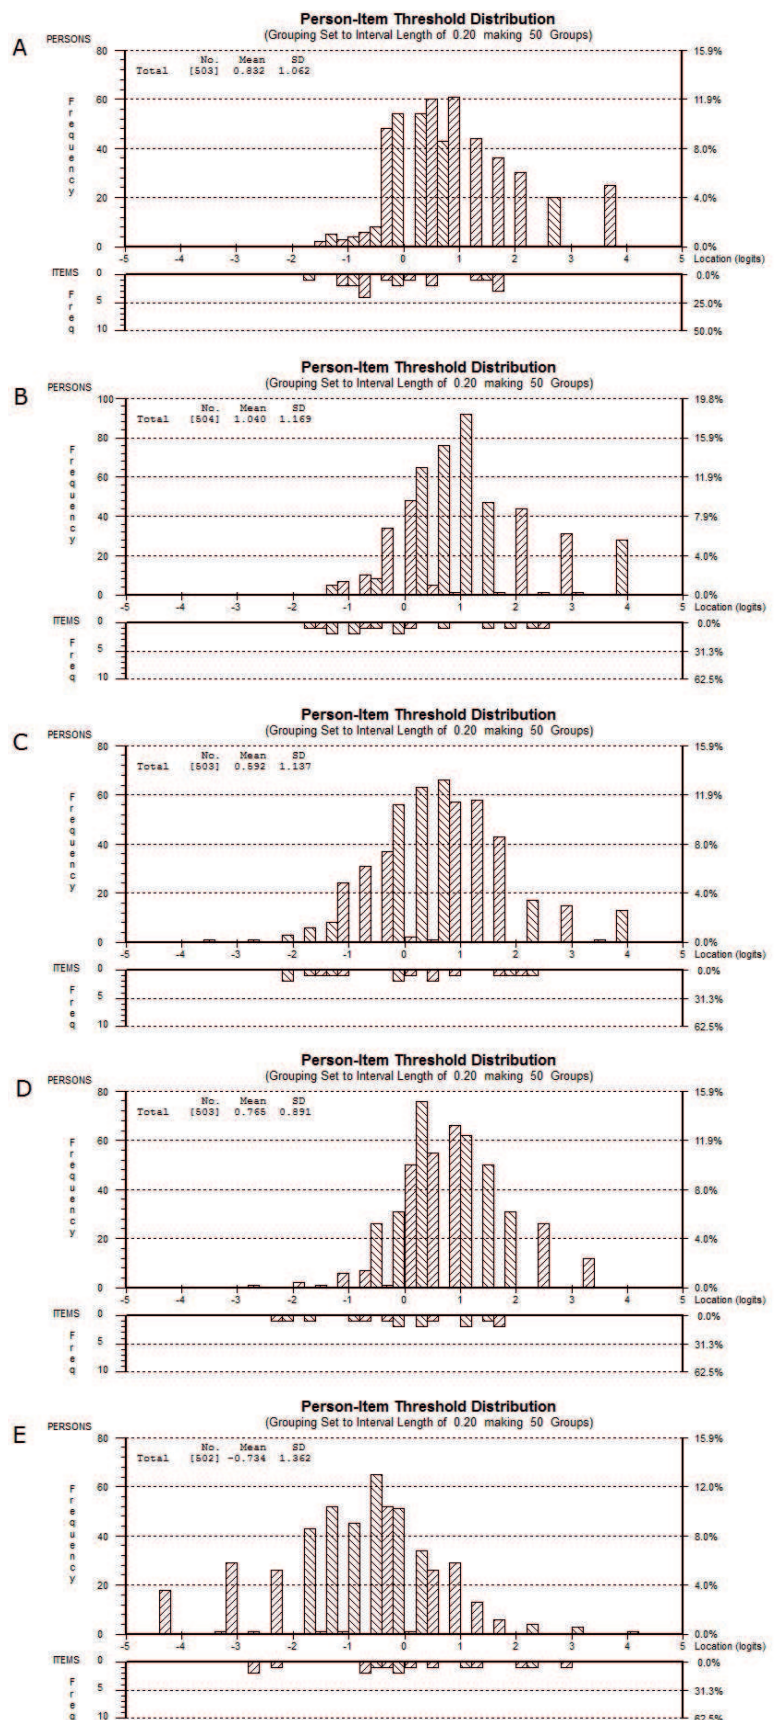 A
Person-Item Threshold Distribution
PERSONS (Grouping Set to Interval Length of 0.20 making 50 Groups)
No. Mean SD
Total [503] 0.832 1.062
Frequency
80 15.9%
60 11.9%
40 8.0%
20 4.0%
0 0.0%
-5 -4 -3 -2 -1 0 1 2 3 4 5 Location (logits)
ITEMS 0 0.0%
Freq
5 25.0%
10 50.0%
B
Person-Item Threshold Distribution
PERSONS (Grouping Set to Interval Length of 0.20 making 50 Groups)
No. Mean SD
Total [504] 1.040 1.169
Frequency
100 19.8%
80 15.9%
60 11.9%
40 7.9%
20 4.0%
0 0.0%
-5 -4 -3 -2 -1 0 1 2 3 4 5 Location (logits)
ITEMS 0 0.0%
Freq
5 31.3%
10 62.5%
C
Person-Item Threshold Distribution
PERSONS (Grouping Set to Interval Length of 0.20 making 50 Groups)
No. Mean SD
Total [503] 0.592 1.137
Frequency
80 15.9%
60 11.9%
40 8.0%
20 4.0%
0 0.0%
-5 -4 -3 -2 -1 0 1 2 3 4 5 Location (logits)
ITEMS 0 0.0%
Freq
5 31.3%
10 62.5%
D
Person-Item Threshold Distribution
PERSONS (Grouping Set to Interval Length of 0.20 making 50 Groups)
No. Mean SD
Total [503] 0.765 0.891
Frequency
80 15.9%
60 11.9%
40 8.0%
20 4.0%
0 0.0%
-5 -4 -3 -2 -1 0 1 2 3 4 5 Location (logits)
ITEMS 0 0.0%
Freq
5 31.3%
10 62.5%
E
Person-Item Threshold Distribution
PERSONS (Grouping Set to Interval Length of 0.20 making 50 Groups)
No. Mean SD
Total [502] -0.734 1.362
Frequency
80 15.9%
60 12.0%
40 8.0%
20 4.0%
0 0.0%
-5 -4 -3 -2 -1 0 1 2 3 4 5 Location (logits)
ITEMS 0 0.0%
Freq
5 31.3%
10 62.5%